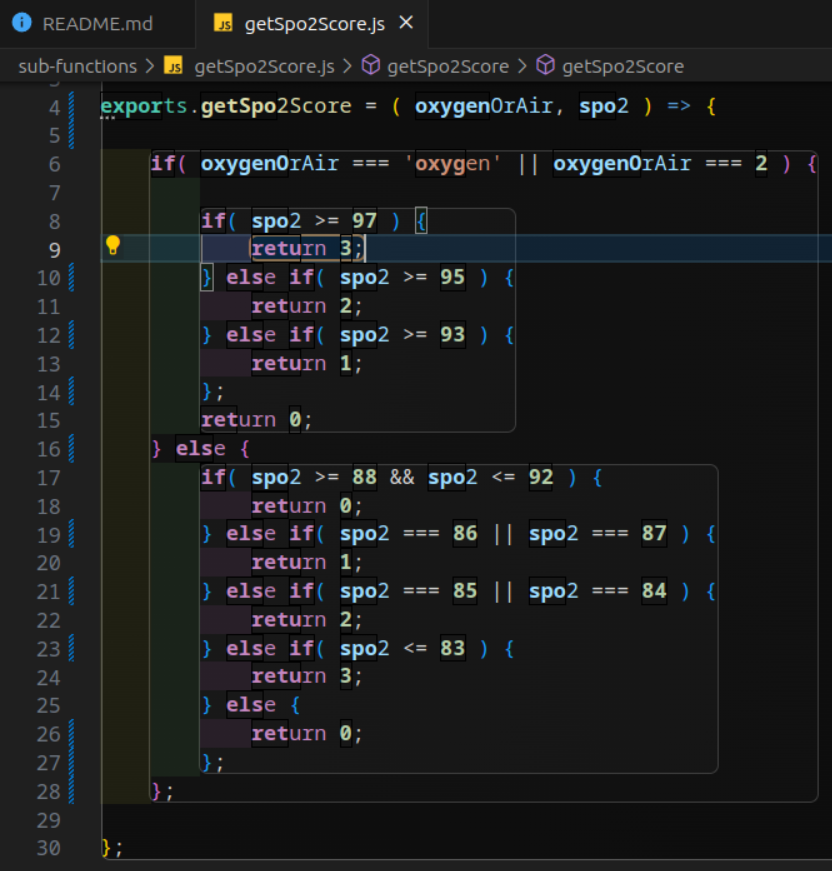 README.md
JS getSpo2Score.js ×
sub-functions > JS getSpo2Score.js > getSpo2Score > getSpo2Score
4 exports.getSpo2Score = ( oxygenOrAir, spo2 ) => {
5
6 if( oxygenOrAir === 'oxygen' || oxygenOrAir === 2 ) {
7
8 if( spo2 >= 97 ) {
9 return 3;
10 } else if( spo2 >= 95 ) {
11 return 2;
12 } else if( spo2 >= 93 ) {
13 return 1;
14 };
15 return 0;
16 } else {
17 if( spo2 >= 88 && spo2 <= 92 ) {
18 return 0;
19 } else if( spo2 === 86 || spo2 === 87 ) {
20 return 1;
21 } else if( spo2 === 85 || spo2 === 84 ) {
22 return 2;
23 } else if( spo2 <= 83 ) {
24 return 3;
25 } else {
26 return 0;
27 };
28 };
29
30 };